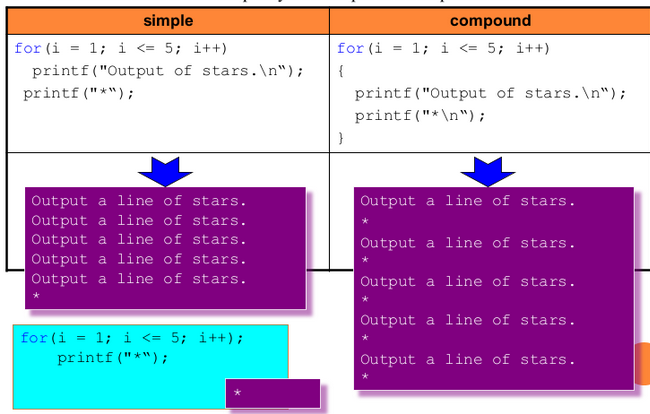 simple
for(i = 1; i <= 5; i++)
printf("Output of stars.\n“);
printf("*“);
compound
for(i = 1; i <= 5; i++)
{
printf("Output of stars.\n“);
printf("*\n“);
}
Output a line of stars.
Output a line of stars.
Output a line of stars.
Output a line of stars.
Output a line of stars.
*
Output a line of stars.
*
Output a line of stars.
*
Output a line of stars.
*
Output a line of stars.
*
Output a line of stars.
*
for(i = 1; i <= 5; i++);
printf("*“);
*